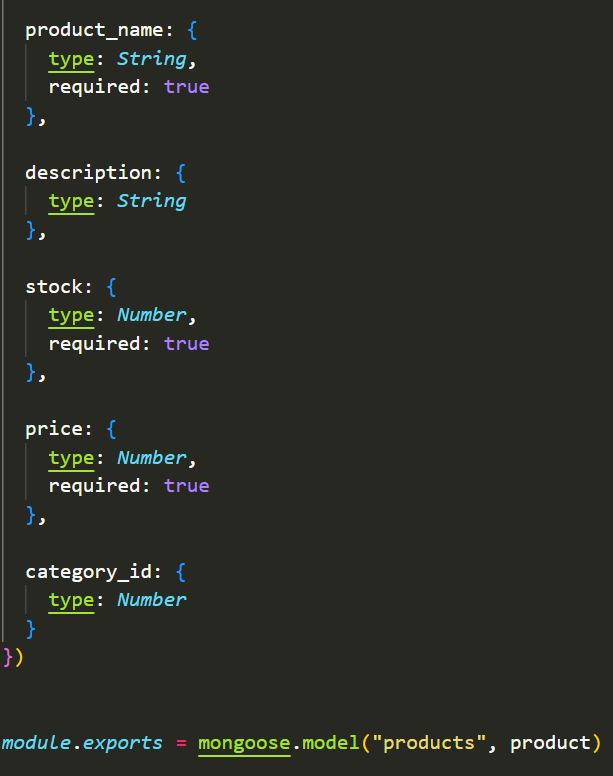 product_name: {
type: String,
required: true
},
description: {
type: String
},
stock: {
type: Number,
required: true
},
price: {
type: Number,
required: true
},
category_id: {
type: Number
}
})
module.exports = mongoose.model("products", product)